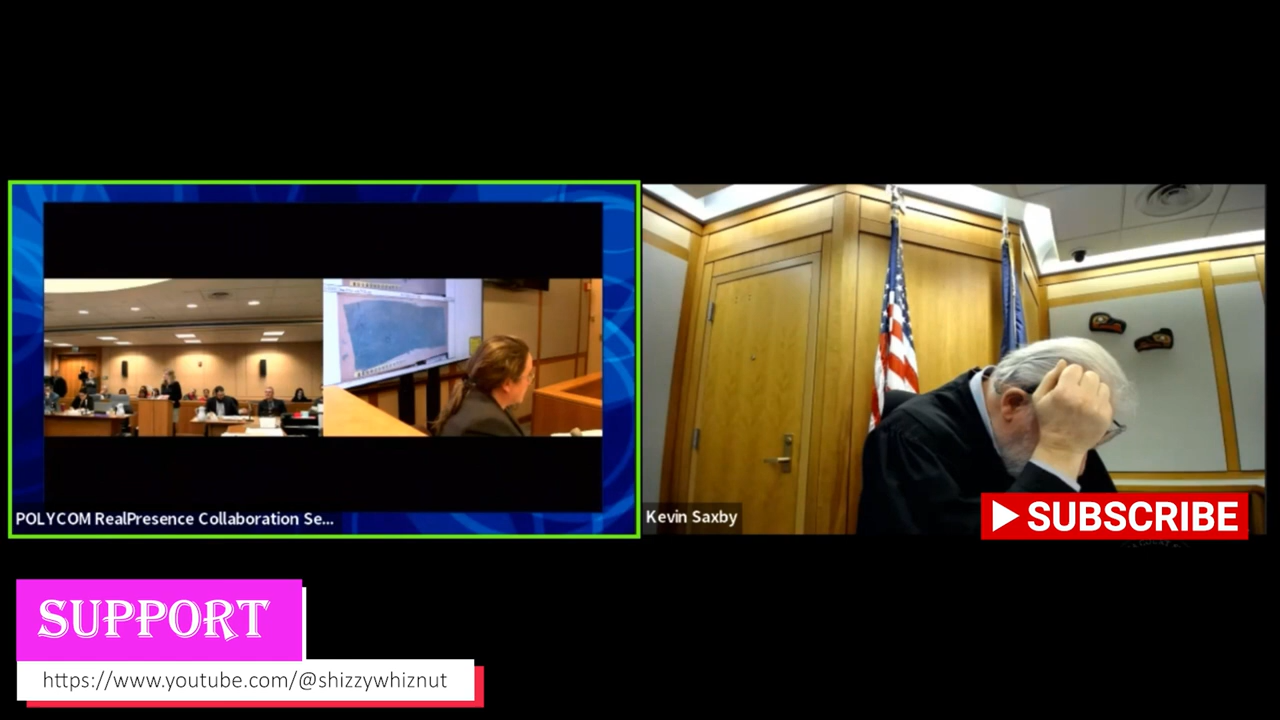 POLYCOM RealPresence Collaboration Se...
Kevin Saxby
SUBSCRIBE
SUPPORT
https://www.youtube.com/@shizzywhiznut